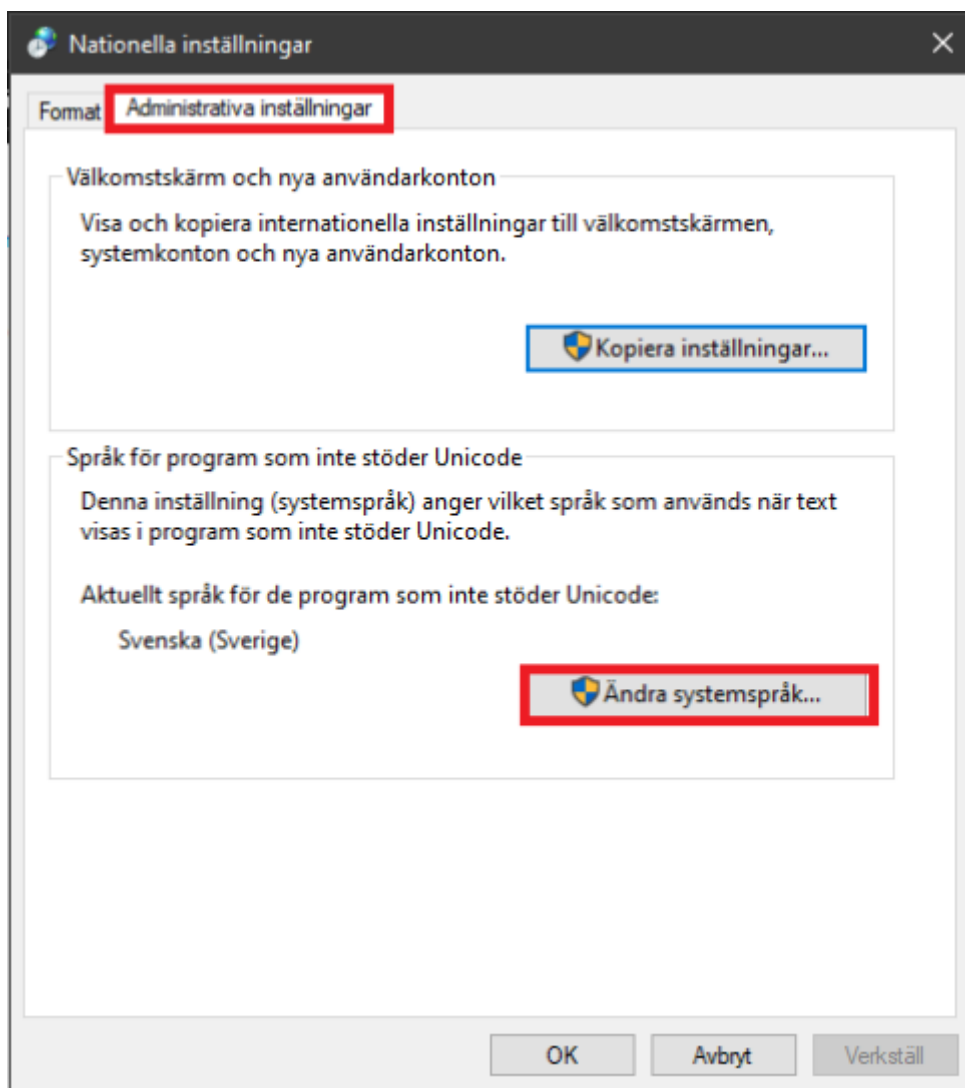 Nationella inställningar
Format
Administrativa inställningar
Välkomstskärm och nya användarkonton
Visa och kopiera internationella inställningar till välkomstskärmen,
systemkonton och nya användarkonton.
Kopiera inställningar...
Språk för program som inte stöder Unicode
Denna inställning (systemspråk) anger vilket språk som används när text
visas i program som inte stöder Unicode.
Aktuellt språk för de program som inte stöder Unicode:
Svenska (Sverige)
Ändra systemspråk...
OK
Avbryt
Verkställ